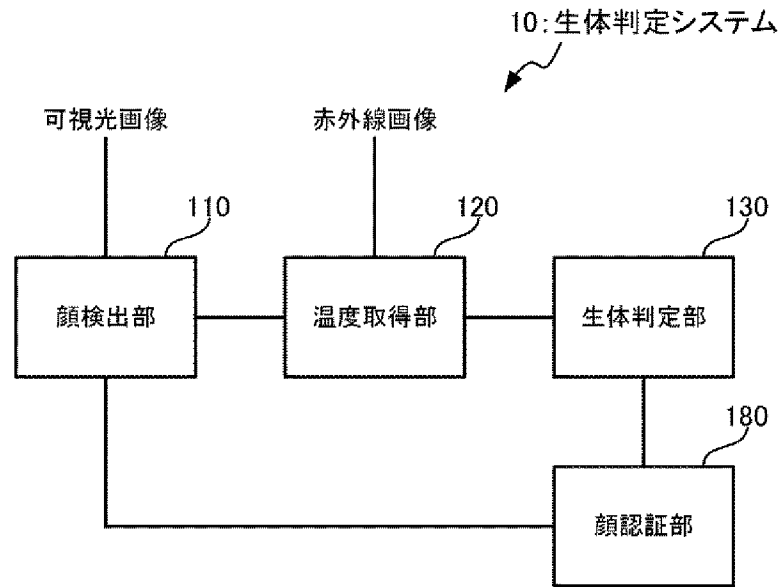 10:生体判定システム
可視光画像
赤外線画像
110
120
130
顔検出部
温度取得部
生体判定部
180
顔認証部